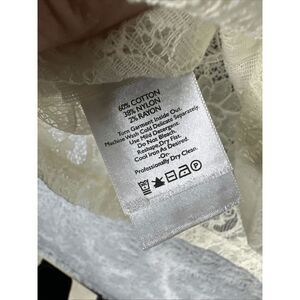 60% COTTON
38% NYLON
2% RAYON
Turn Garment Inside Out.
Machine Wash Cold Delicate Separately.
Use Mild Detergent.
Do Not Bleach.
Reshape. Dry Flat.
Cool Iron As Desired.
-Or-
Professionally Dry Clean.